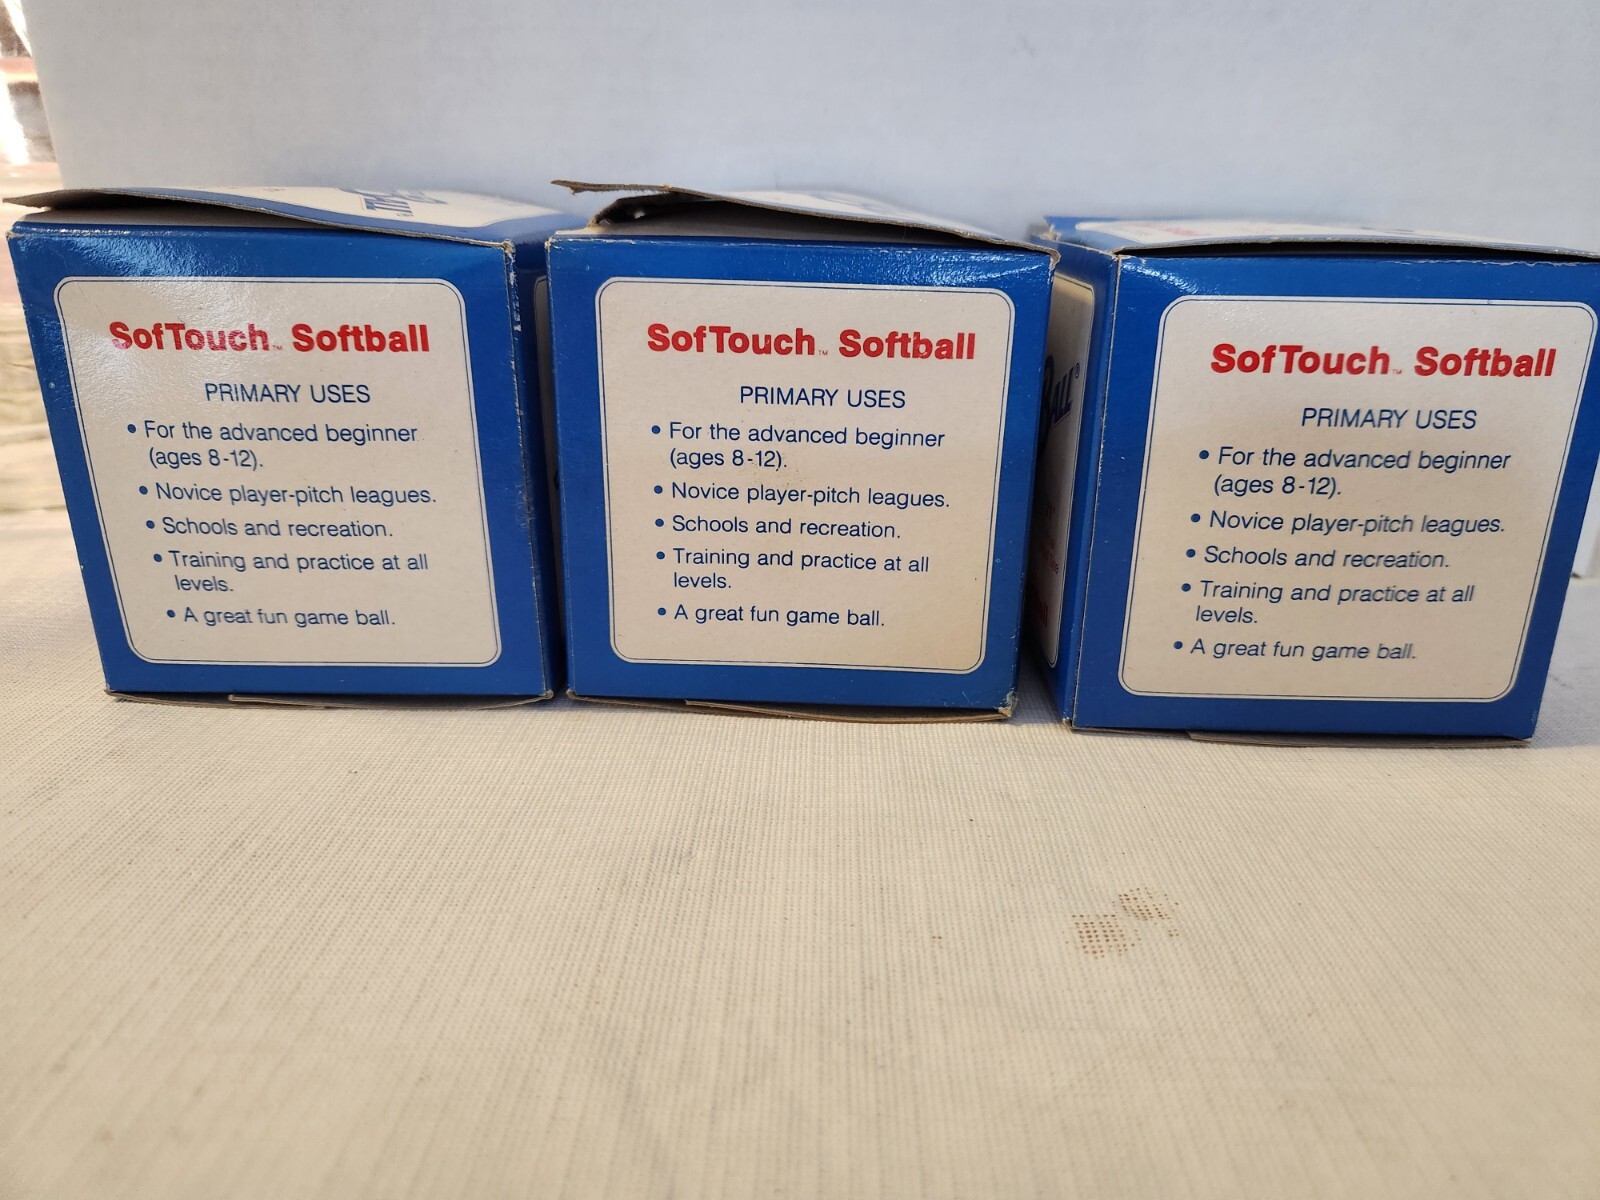 SofTouch™ Softball
PRIMARY USES
• For the advanced beginner
(ages 8-12).
• Novice player-pitch leagues.
• Schools and recreation.
• Training and practice at all
levels.
• A great fun game ball.
SofTouch™ Softball
PRIMARY USES
• For the advanced beginner
(ages 8-12).
• Novice player-pitch leagues.
• Schools and recreation.
• Training and practice at all
levels.
• A great fun game ball.
SofTouch™ Softball
PRIMARY USES
• For the advanced beginner
(ages 8-12).
• Novice player-pitch leagues.
• Schools and recreation.
• Training and practice at all
levels.
• A great fun game ball.